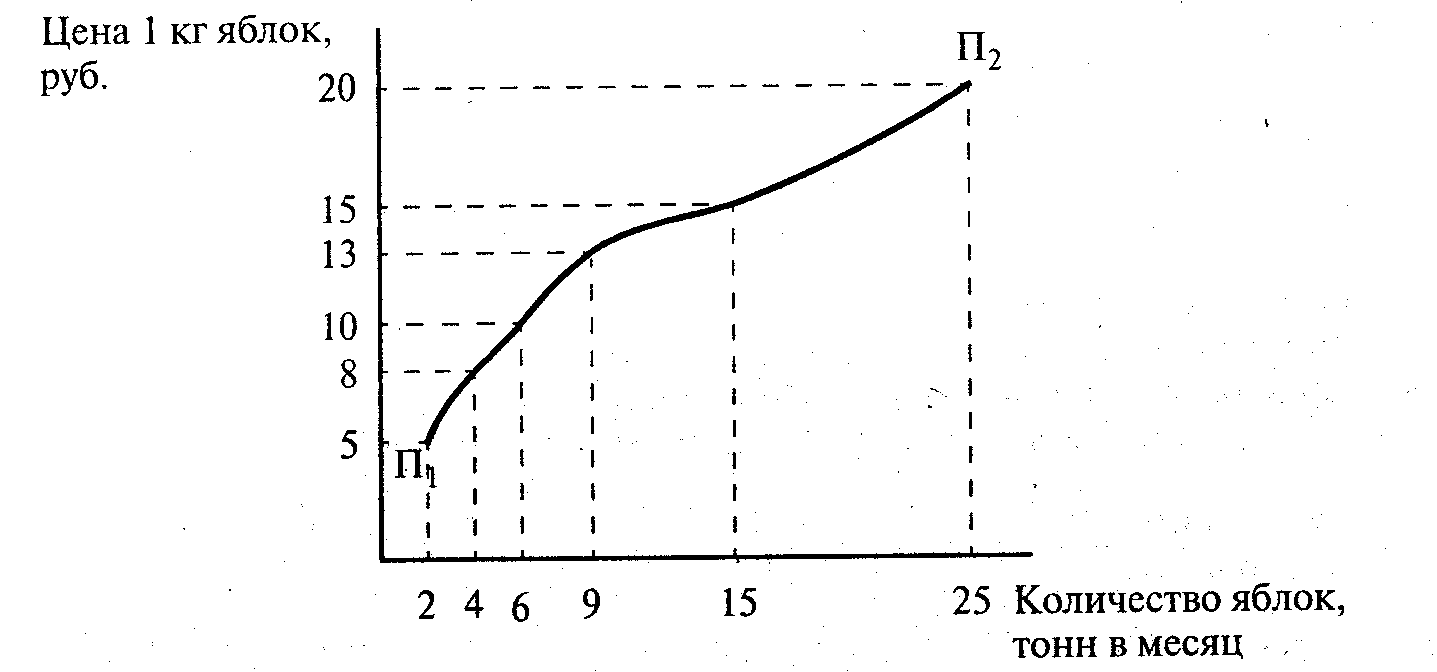 Цена 1 кг яблок,
руб.
П₂
20
15
13
10
8
5
П₁
2 4 6 9 15 25 Количество яблок,
тонн в месяц